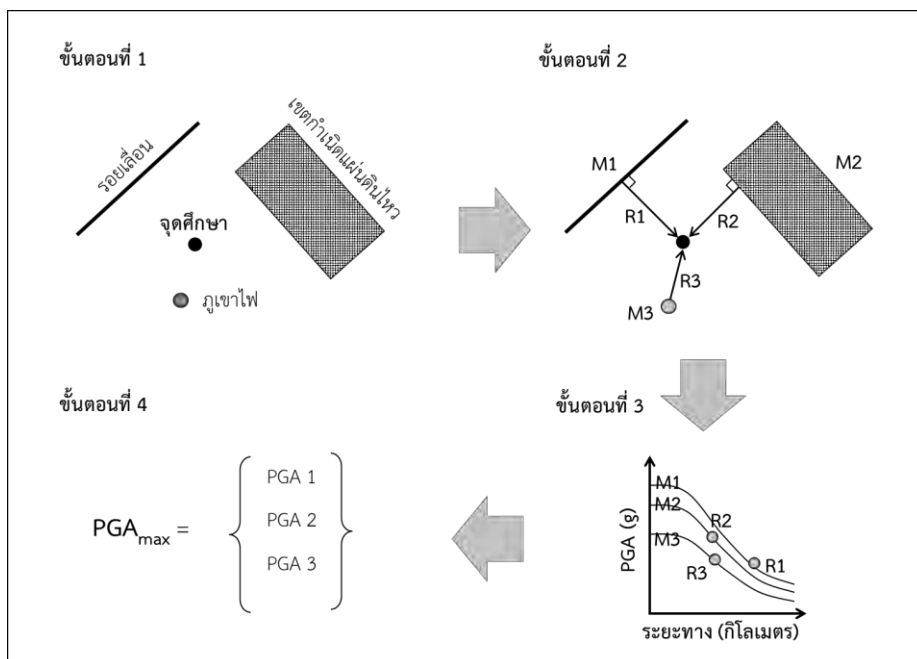 ขั้นตอนที่ 1
รอยเลื่อน
เขตกำเนิดแผ่นดินไหว
จุดศึกษา
ภูเขาไฟ
ขั้นตอนที่ 2
M1
M2
R1
R2
R3
M3
ขั้นตอนที่ 3
M1
M2
M3
R2
R1
R3
PGA (g)
ระยะทาง (กิโลเมตร)
ขั้นตอนที่ 4
PGA 1
PGA 2
PGA 3
PGAmax =